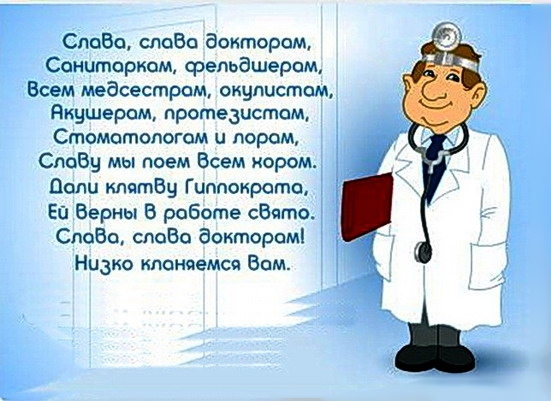 Слава, слава докторам,
Санитаркам, фельдшерам,
Всем медсестрам, окулистам,
Акушерам, протезистам,
Стоматологам и лорам,
Славу мы поем всем хором.
Дали клятву Гиппократа,
Ей верны в работе свято.
Слава, слава докторам!
Низко кланяемся вам.